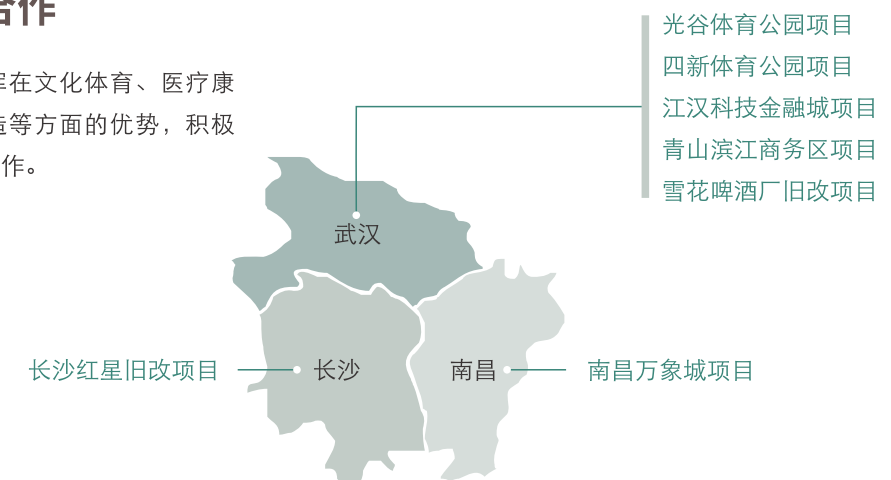 合作
在文化体育、医疗康
等方面的优势，积极
作。
光谷体育公园项目
四新体育公园项目
江汉科技金融城项目
青山滨江商务区项目
雪花啤酒厂旧改项目
武汉
长沙红星旧改项目
长沙
南昌
南昌万象城项目